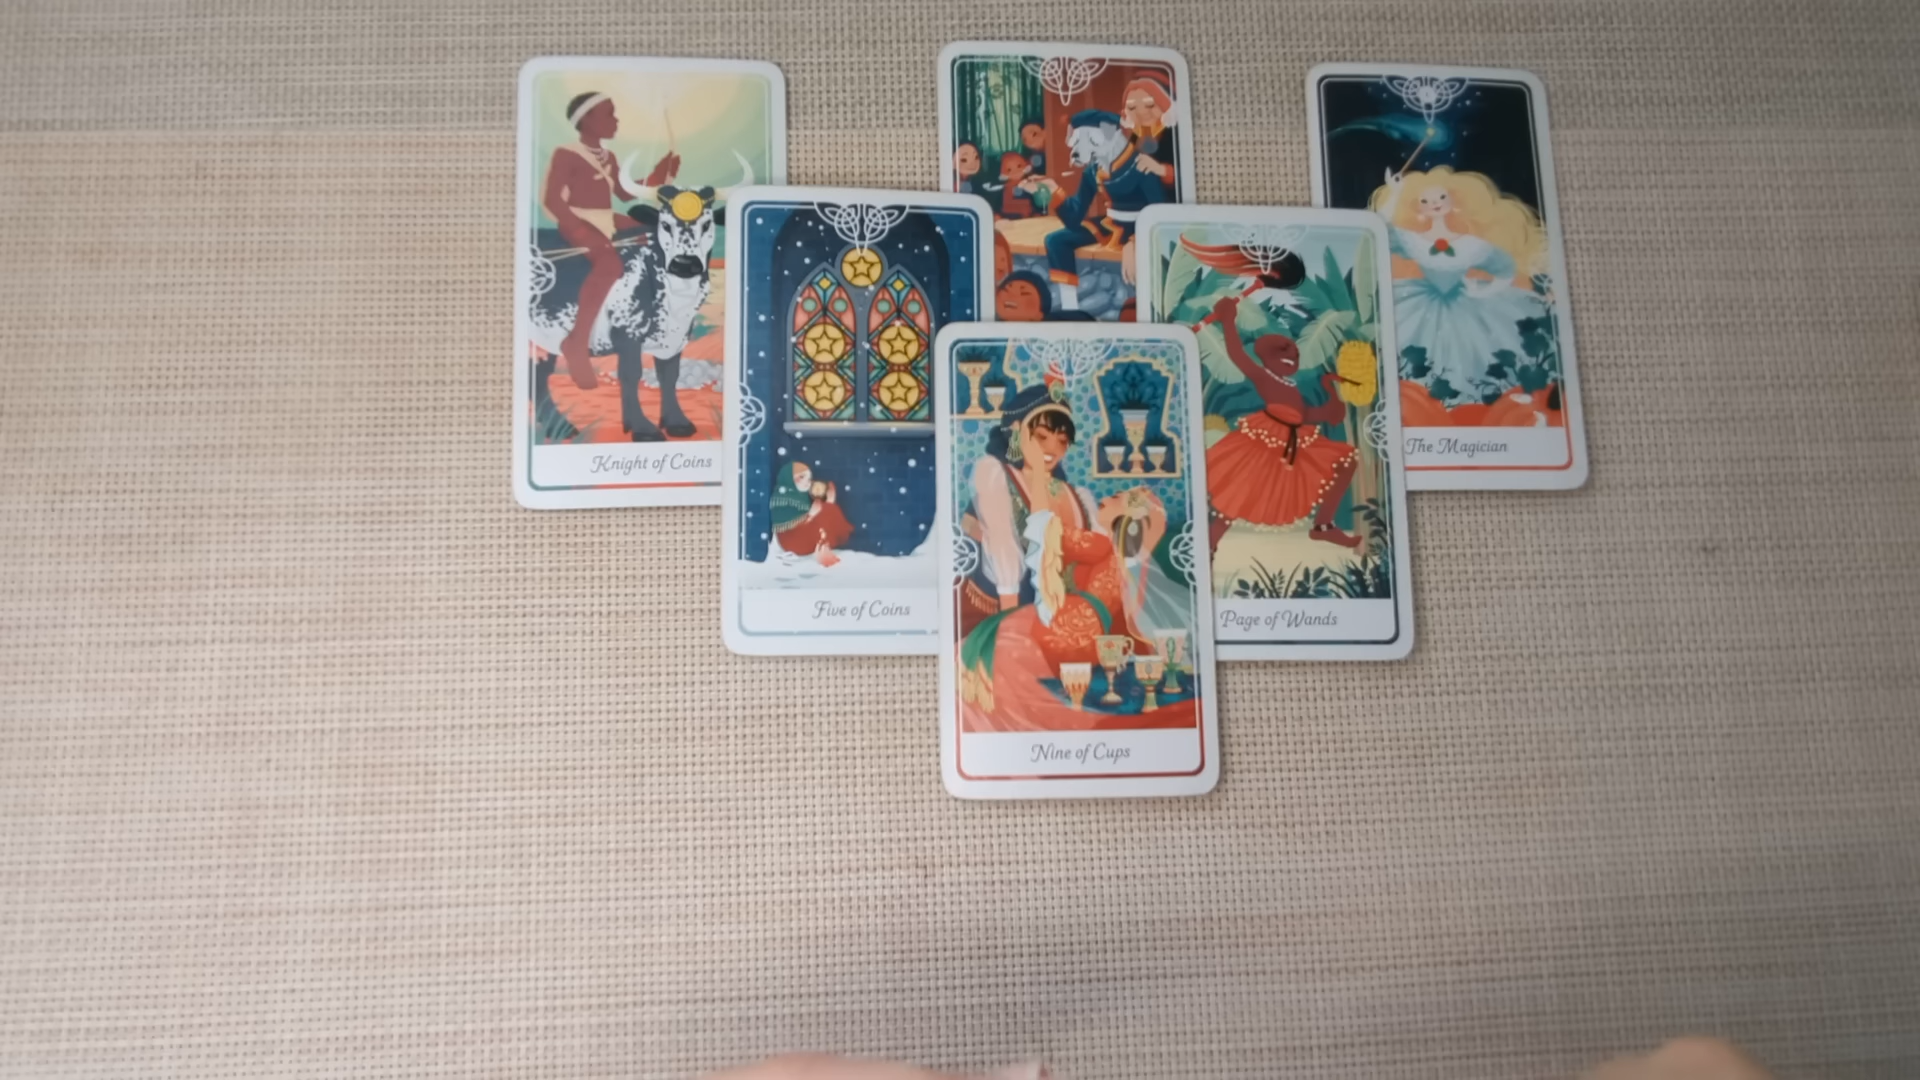 Knight of Coins
The Magician
Five of Coins
Page of Wands
Nine of Cups